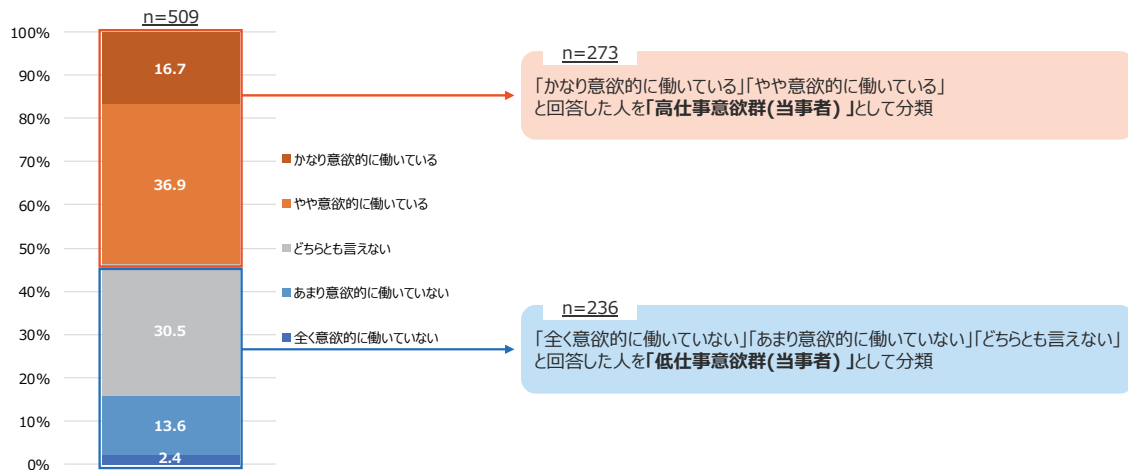 n=509
100%
90%
80%
70%
60%
50%
40%
30%
20%
10%
0%
16.7
36.9
30.5
13.6
2.4
かなり意欲的に働いている
やや意欲的に働いている
どちらとも言えない
あまり意欲的に働いていない
全く意欲的に働いていない
n=273
「かなり意欲的に働いている」「やや意欲的に働いている」
と回答した人を「高仕事意欲群(当事者) 」として分類
n=236
「全く意欲的に働いていない」「あまり意欲的に働いていない」「どちらとも言えない」
と回答した人を「低仕事意欲群(当事者) 」として分類